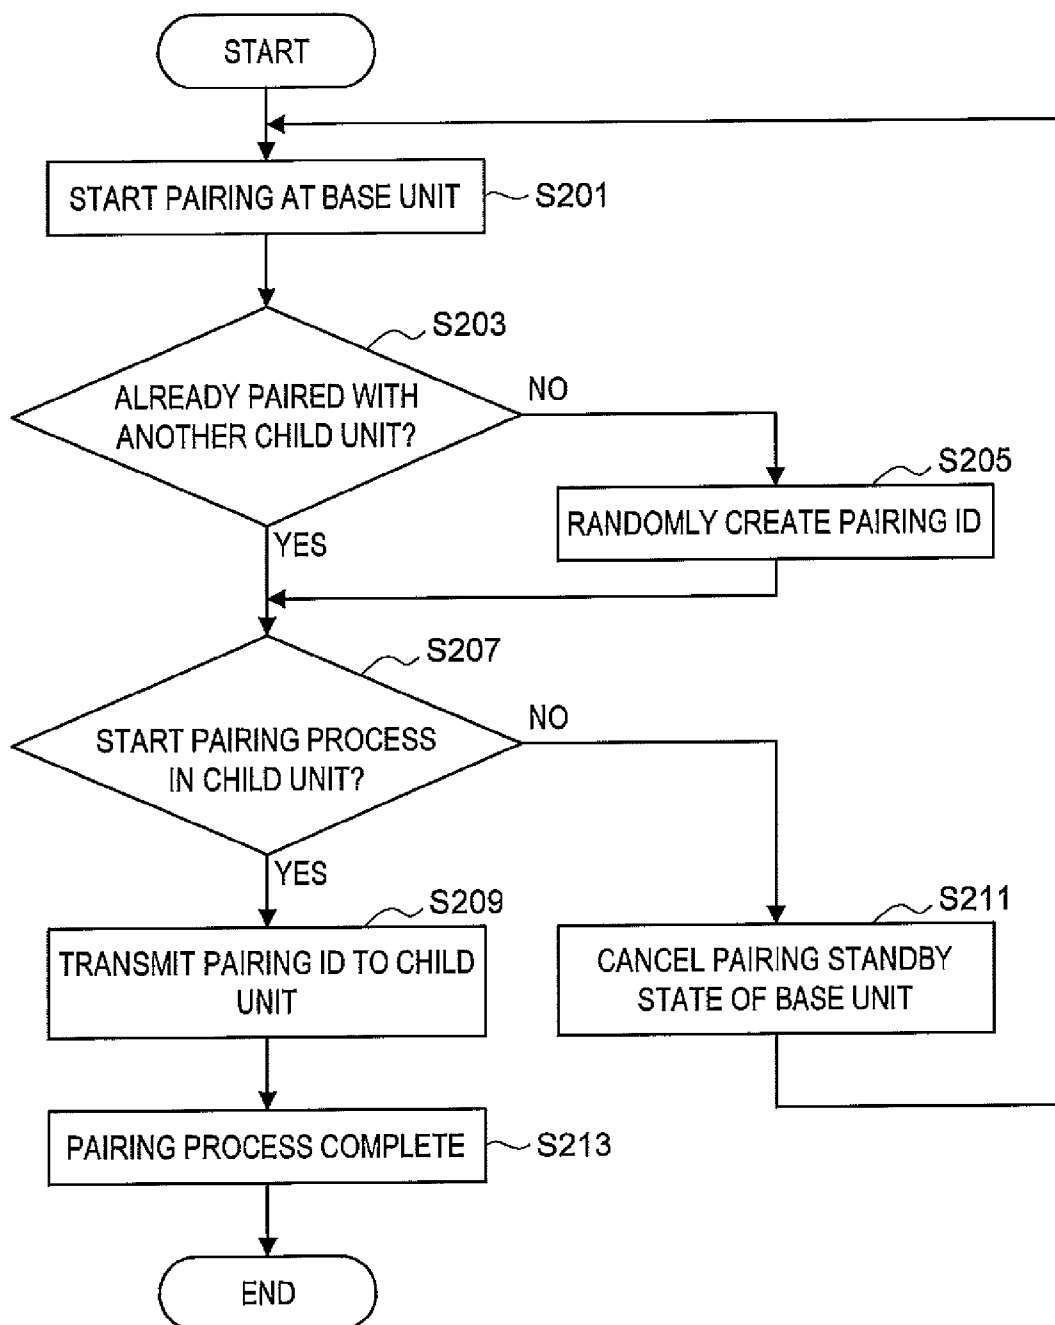 START
START PAIRING AT BASE UNIT
S201
S203
ALREADY PAIRED WITH
ANOTHER CHILD UNIT?
NO
YES
S205
RANDOMLY CREATE PAIRING ID
S207
START PAIRING PROCESS
IN CHILD UNIT?
NO
YES
S209
TRANSMIT PAIRING ID TO CHILD
UNIT
S211
CANCEL PAIRING STANDBY
STATE OF BASE UNIT
PAIRING PROCESS COMPLETE
S213
END